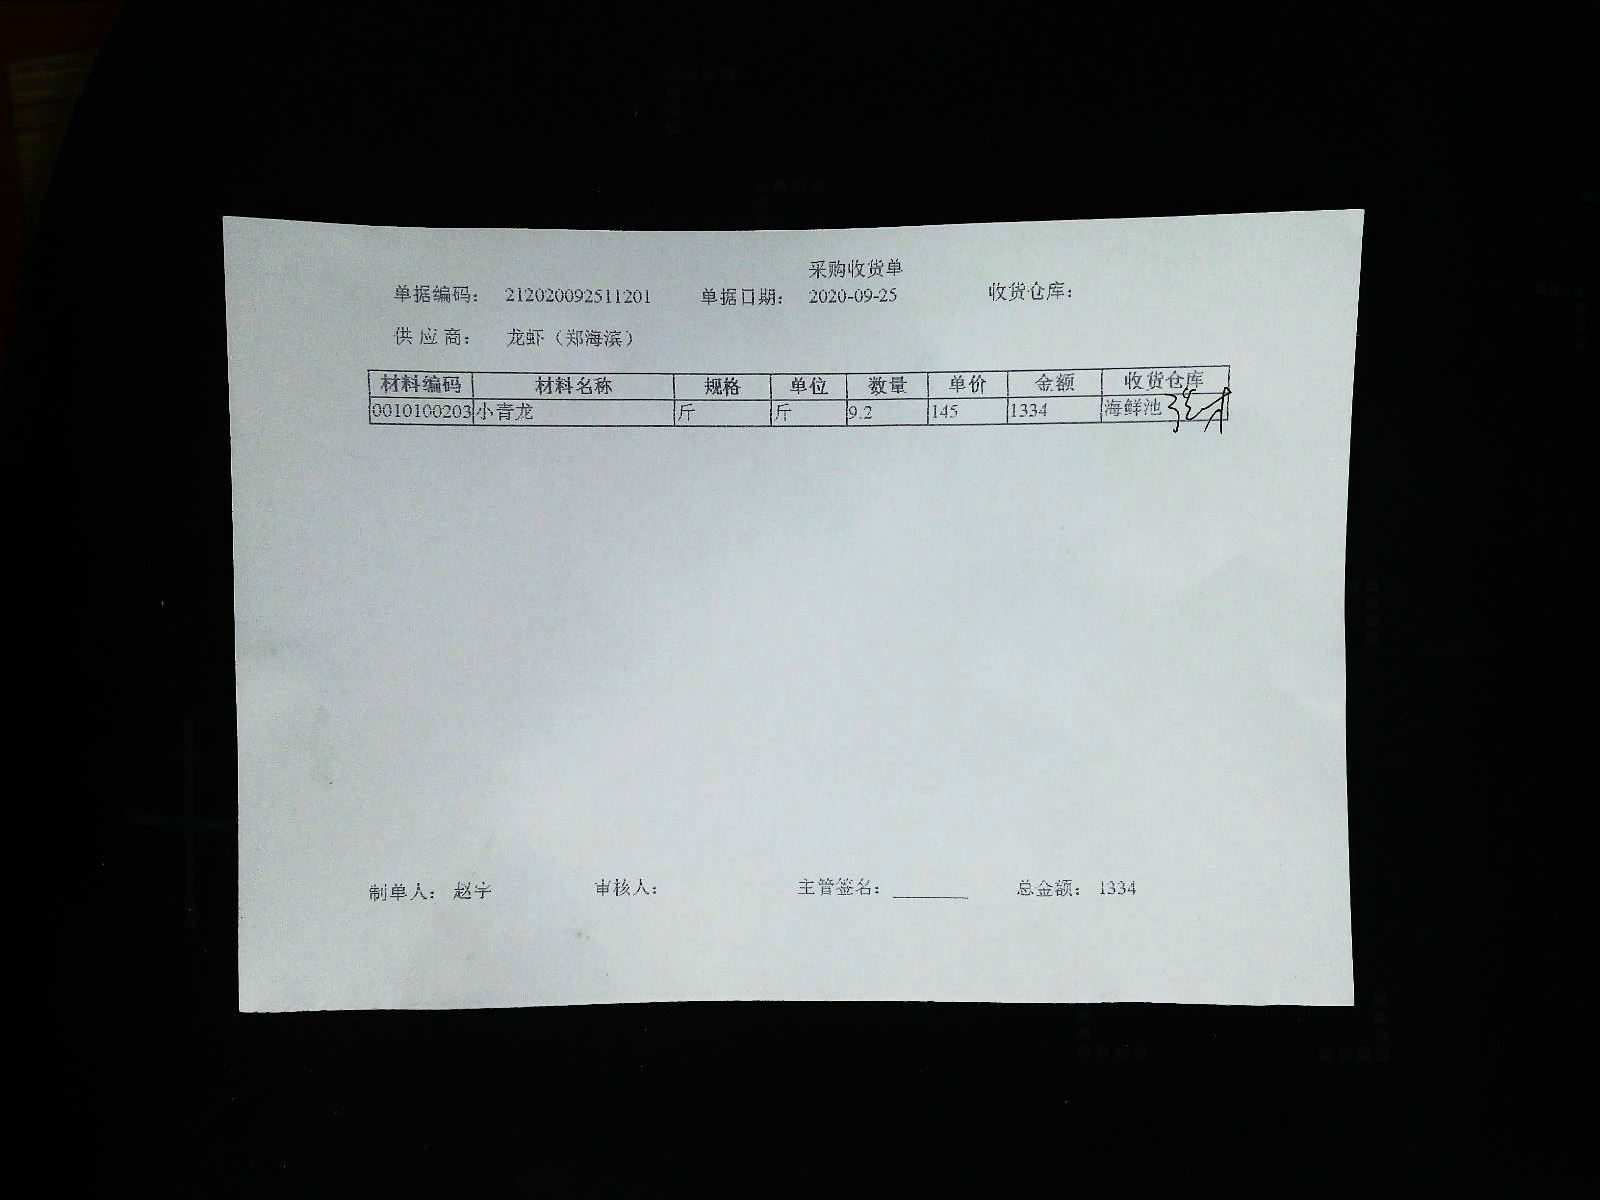 采购收货单
单据编码: 212020092511201 单据日期: 2020-09-25 收货仓库:
供 应 商: 龙虾（郑海滨）
材料编码 材料名称 规格 单位 数量 单价 金额 收货仓库
0010100203 小青龙 斤 斤 9.2 145 1334 海鲜池
制单人: 赵宇 审核人: 主管签名: ________ 总金额: 1334